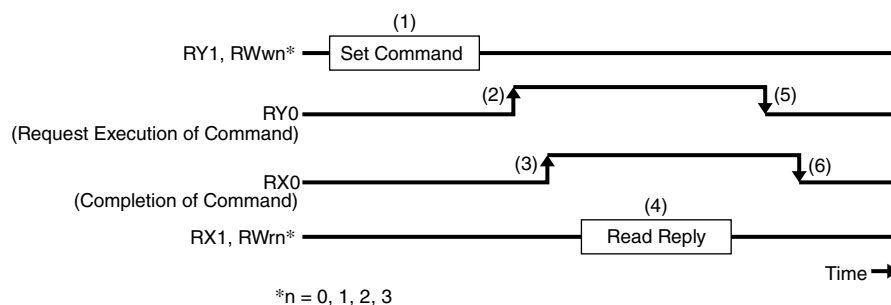 (1)
RY1, RWwn* Set Command
(2) (5)
RY0
(Request Execution of Command)
(3) (6)
RX0
(Completion of Command)
(4)
RX1, RWrn* Read Reply
Time
*n = 0, 1, 2, 3